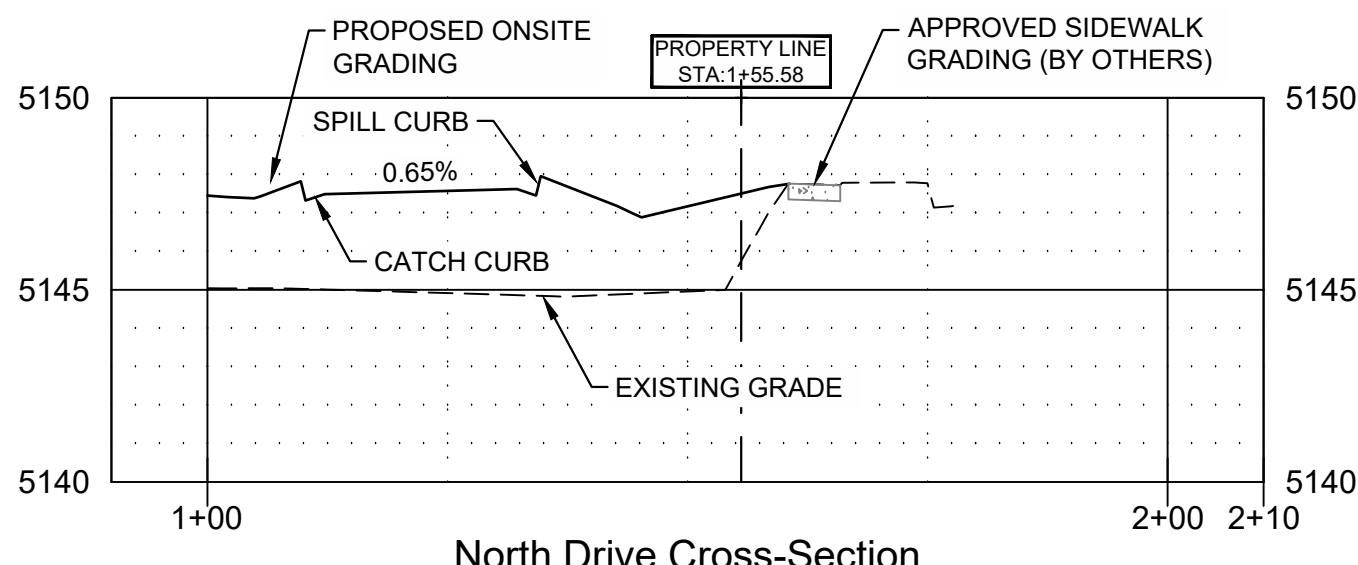 PROPOSED ONSITE
GRADING
PROPERTY LINE
STA:1+55.58
APPROVED SIDEWALK
GRADING (BY OTHERS)
5150
5150
SPILL CURB
0.65%
CATCH CURB
5145
5145
EXISTING GRADE
5140
5140
1+00
2+00
2+10
North Drive Cross-Section